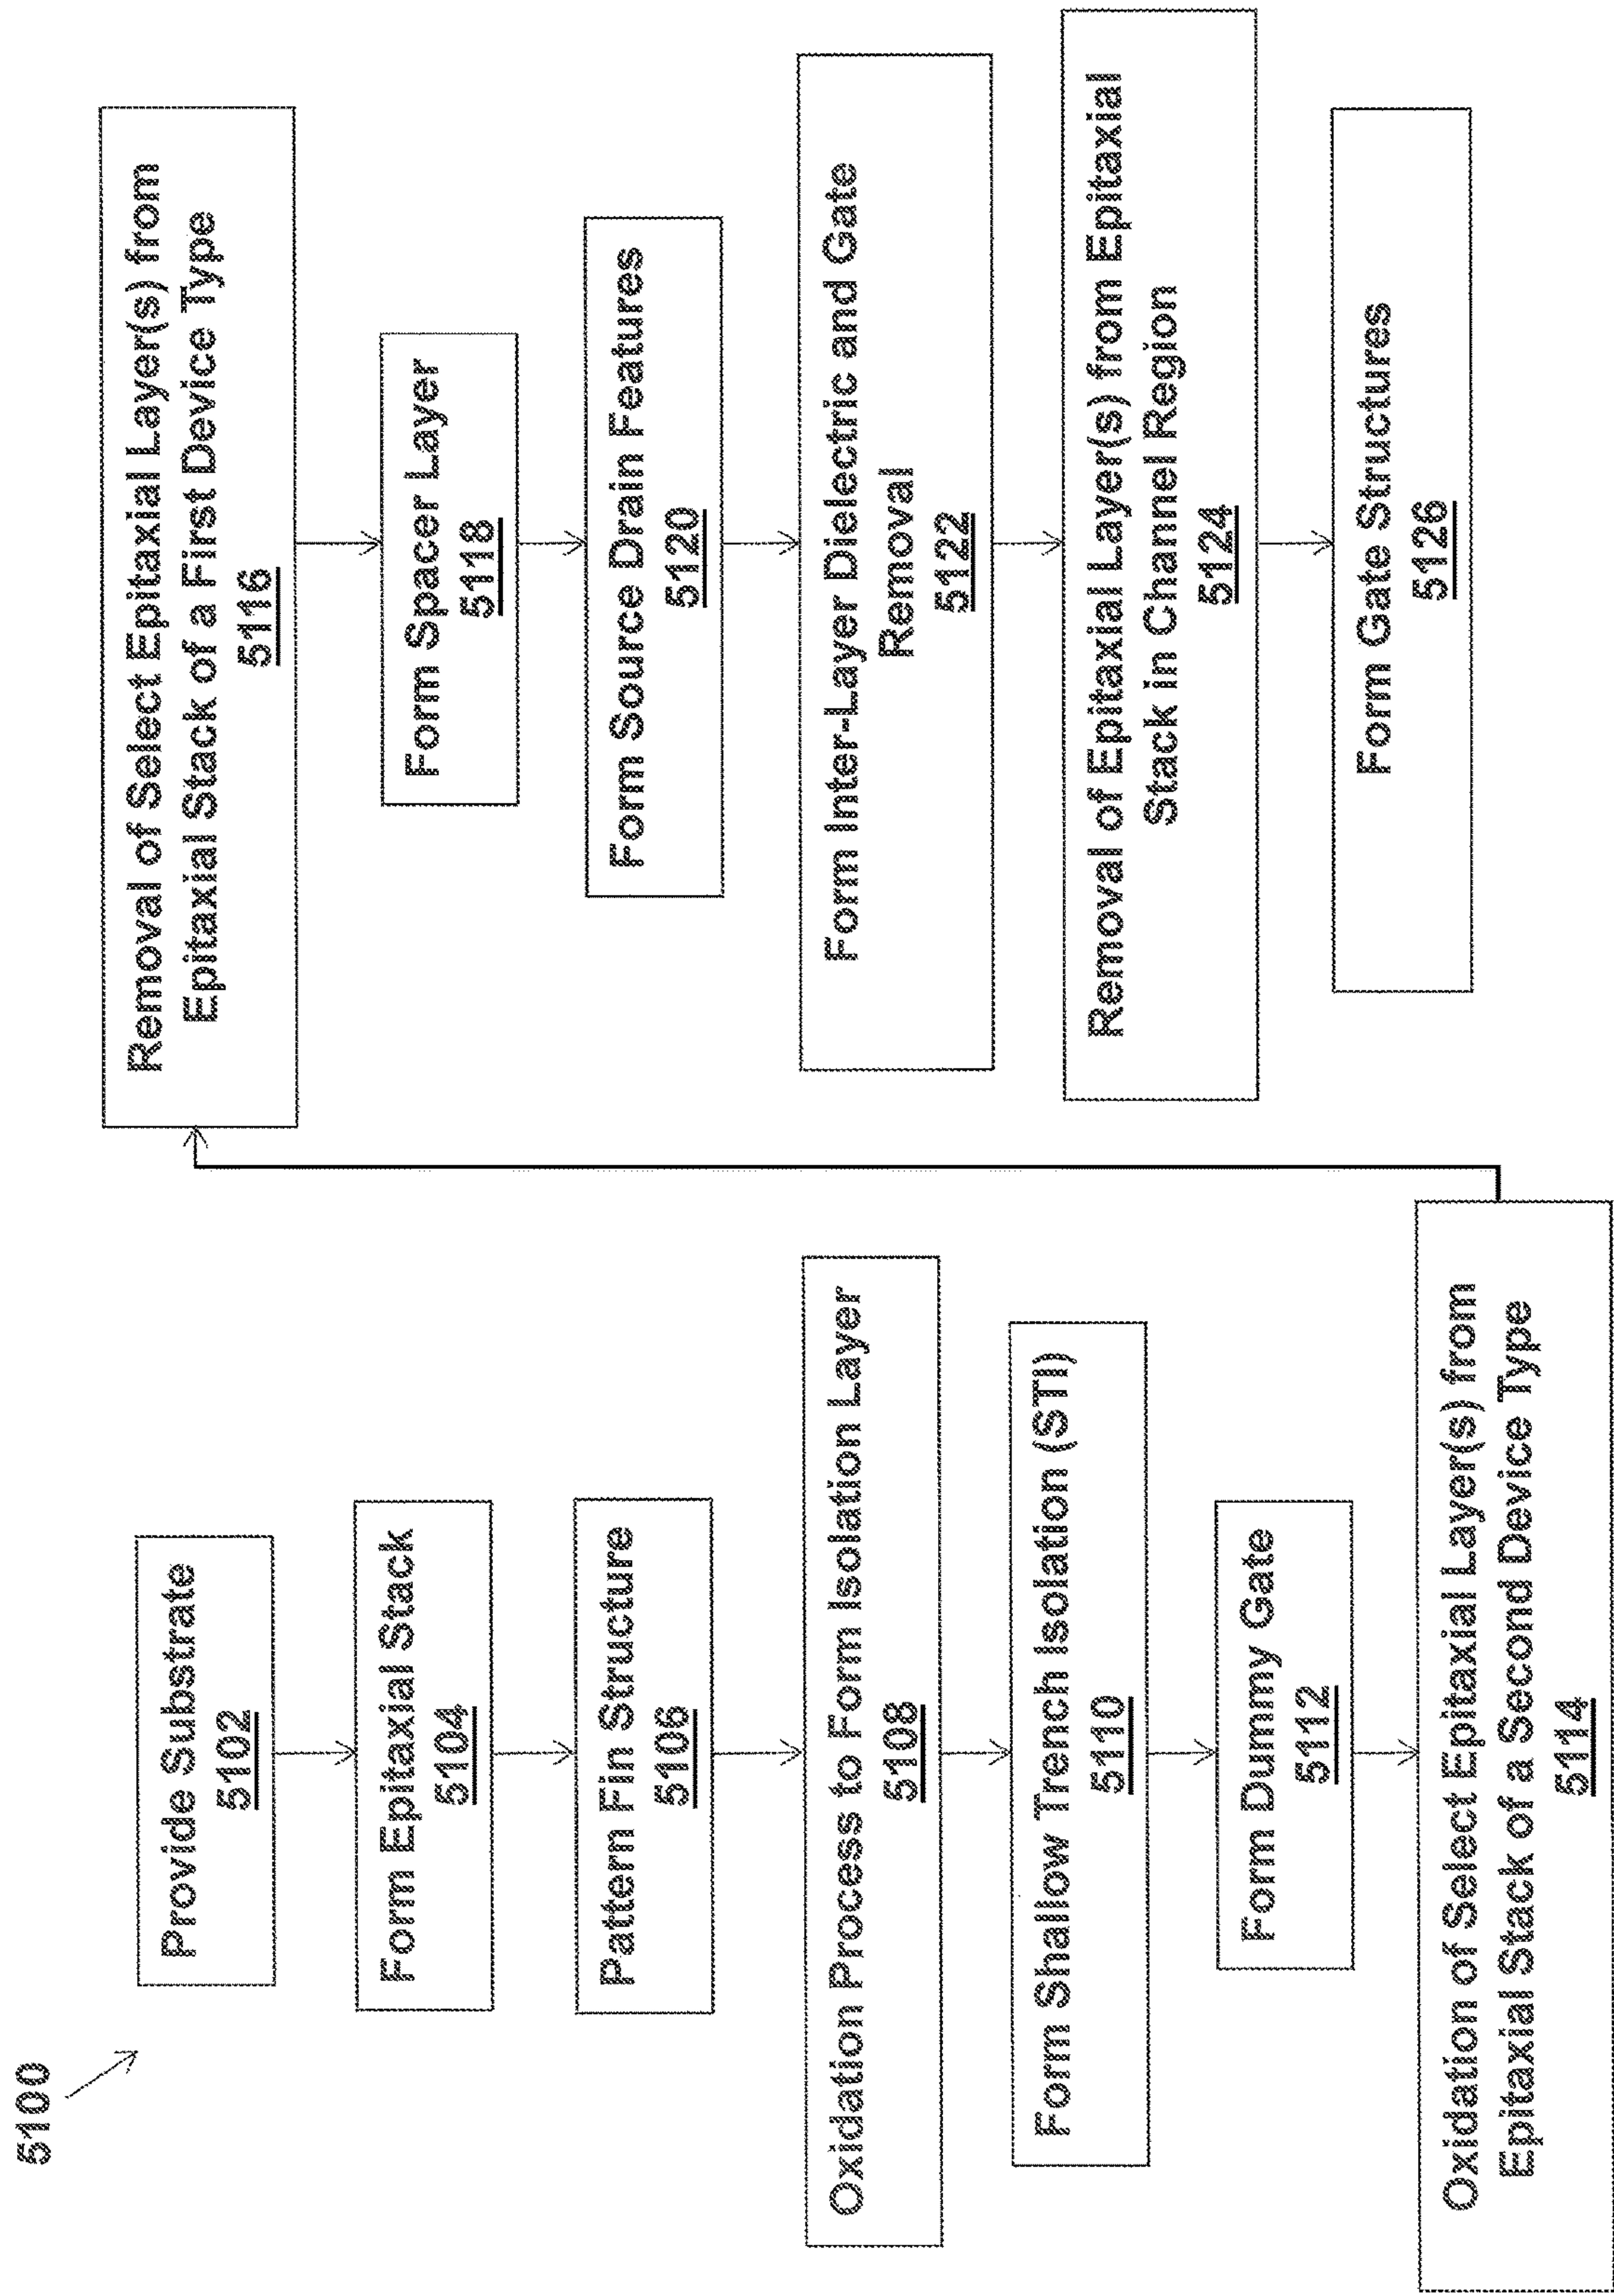 5100
Provide Substrate
5102
Form Epitaxial Stack
5104
Pattern Fin Structure
5106
Oxidation Process to Form Isolation Layer
5108
Form Shallow Trench Isolation (STI)
5110
Form Dummy Gate
5112
Oxidation of Select Epitaxial Layer(s) from
Epitaxial Stack of a Second Device Type
5114
Removal of Select Epitaxial Layer(s) from
Epitaxial Stack of a First Device Type
5116
Form Spacer Layer
5118
Form Source Drain Features
5120
Form Inter-Layer Dielectric and Gate
Removal
5122
Removal of Epitaxial Layer(s) from Epitaxial
Stack in Channel Region
5124
Form Gate Structures
5126